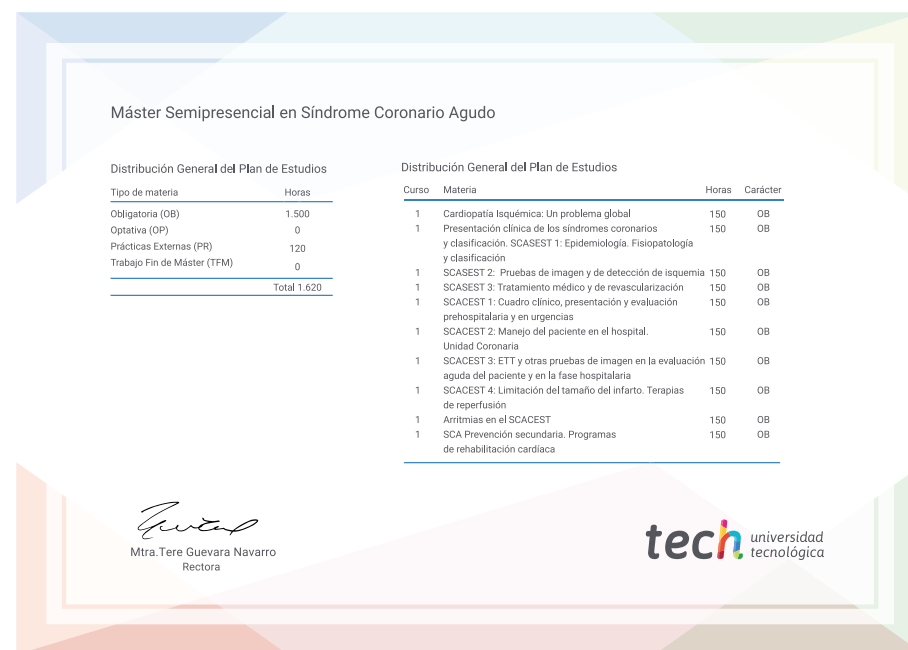 Máster Semipresencial en Síndrome Coronario Agudo
Distribución General del Plan de Estudios
Tipo de materia Horas
Obligatoria (OB) 1.500
Optativa (OP) 0
Prácticas Externas (PR) 120
Trabajo Fin de Máster (TFM) 0
Total 1.620
Distribución General del Plan de Estudios
Curso Materia Horas Carácter
1 Cardiopatía Isquémica: Un problema global 150 OB
1 Presentación clínica de los síndromes coronarios 150 OB
y clasificación. SCASEST 1: Epidemiología. Fisiopatología
y clasificación
1 SCASEST 2: Pruebas de imagen y de detección de isquemia 150 OB
1 SCASEST 3: Tratamiento médico y de revascularización 150 OB
1 SCACEST 1: Cuadro clínico, presentación y evaluación 150 OB
prehospitalaria y en urgencias
1 SCACEST 2: Manejo del paciente en el hospital. 150 OB
Unidad Coronaria
1 SCACEST 3: ETT y otras pruebas de imagen en la evaluación 150 OB
aguda del paciente y en la fase hospitalaria
1 SCACEST 4: Limitación del tamaño del infarto. Terapias 150 OB
de reperfusión
1 Arritmias en el SCACEST 150 OB
1 SCA Prevención secundaria. Programas 150 OB
de rehabilitación cardíaca
Mtra.Tere Guevara Navarro
Rectora
tech universidad
tecnológica